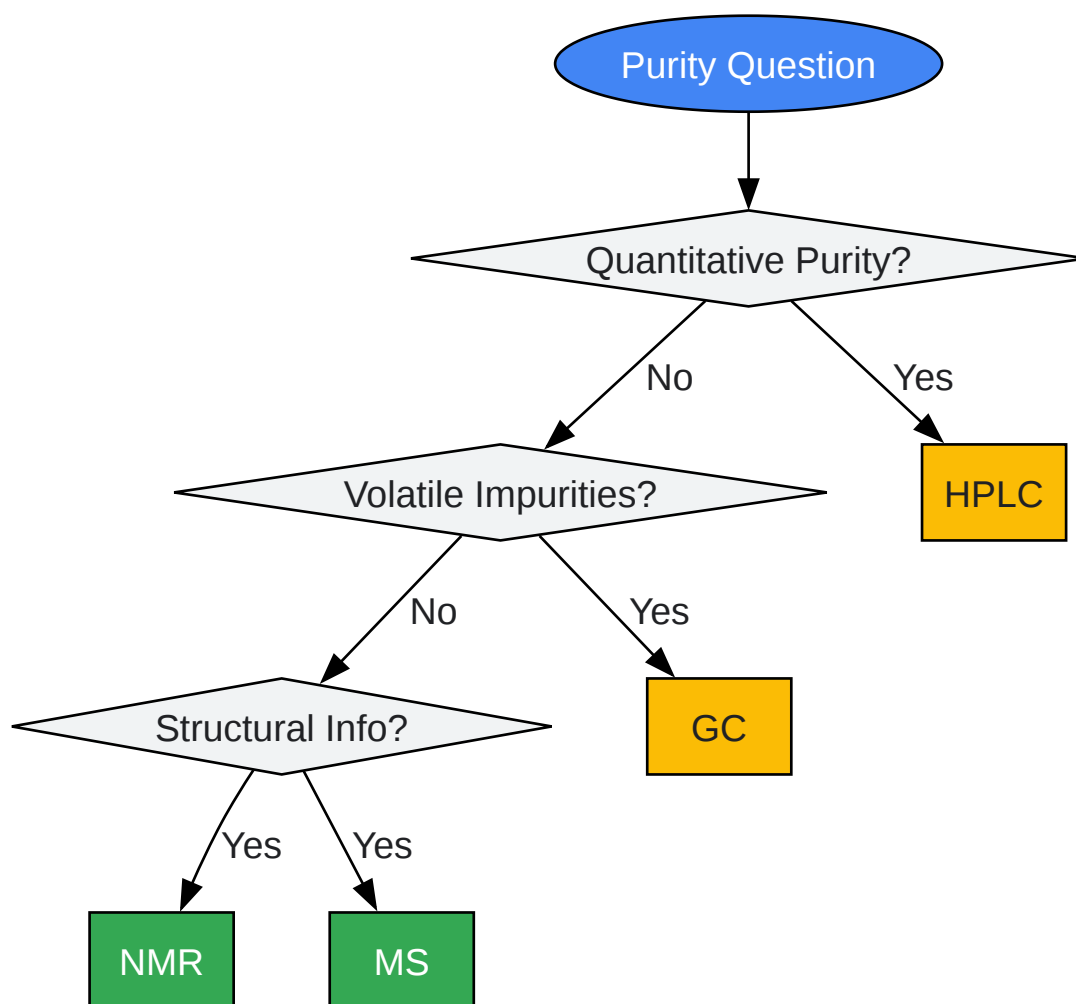 Purity Question
Quantitative Purity?
No
Yes
Volatile Impurities?
HPLC
No
Yes
Structural Info?
GC
Yes
Yes
NMR
MS